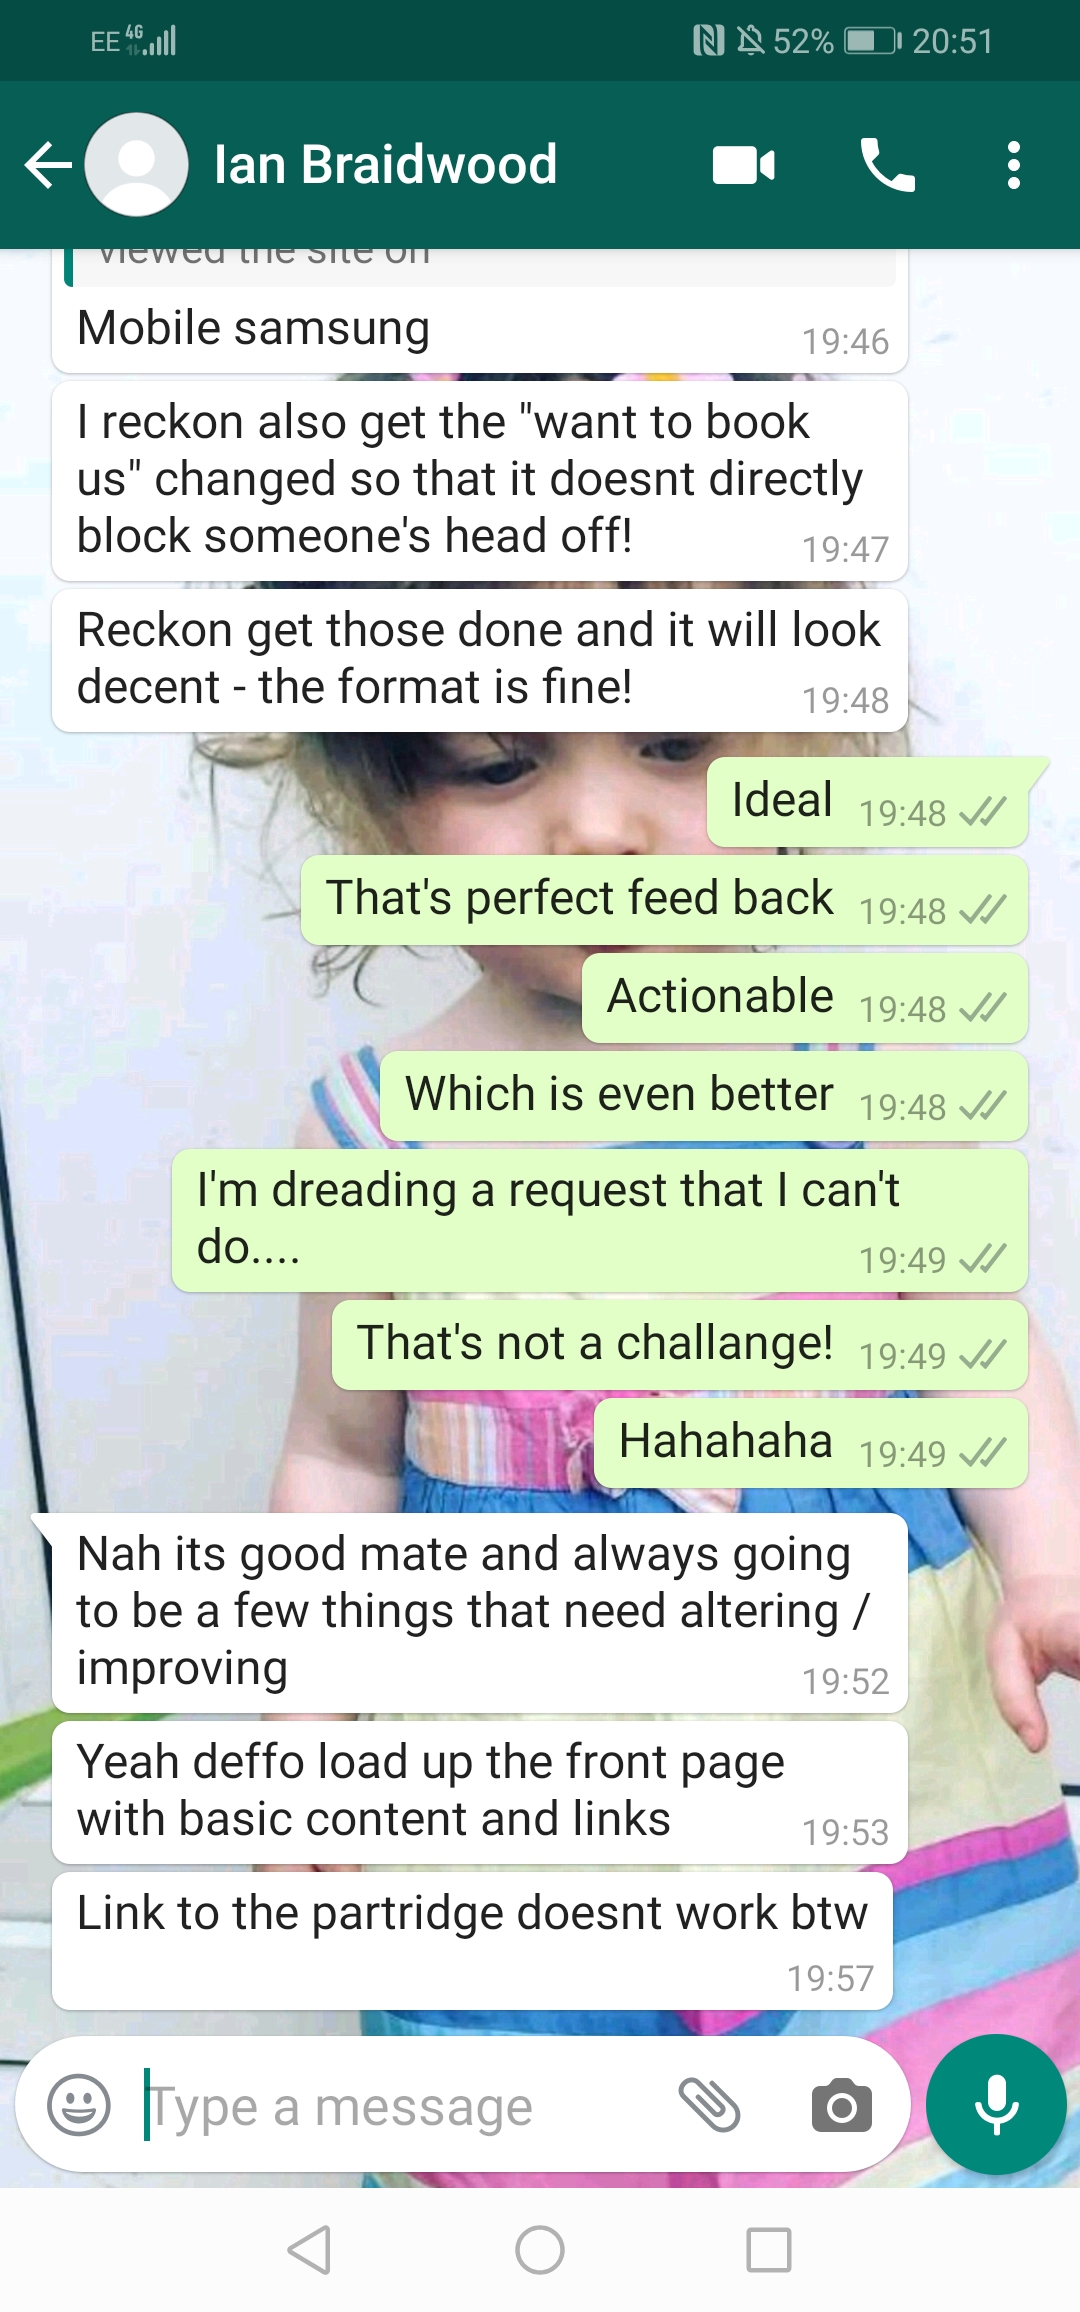 EE 4G 52% 20:51
Ian Braidwood
viewed the site on
Mobile samsung
19:46
I reckon also get the "want to book
us" changed so that it doesnt directly
block someone's head off!
19:47
Reckon get those done and it will look
decent - the format is fine!
19:48
Ideal 19:48
That's perfect feed back 19:48
Actionable 19:48
Which is even better 19:48
I'm dreading a request that I can't
do.... 19:49
That's not a challange! 19:49
Hahahaha 19:49
Nah its good mate and always going
to be a few things that need altering /
improving
19:52
Yeah deffo load up the front page
with basic content and links
19:53
Link to the partridge doesnt work btw
19:57
Type a message